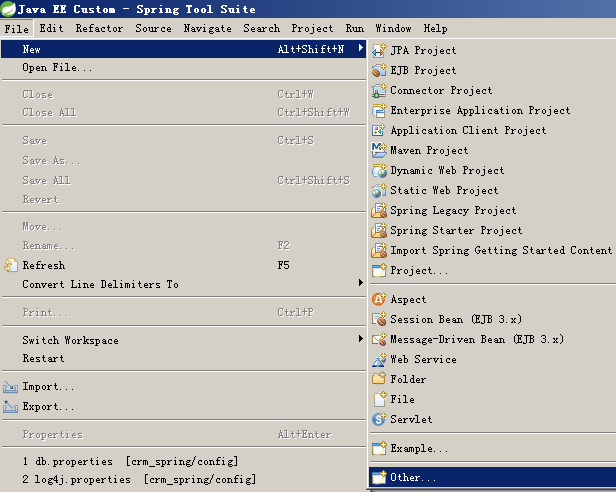 Java EE Custom - Spring Tool Suite
File Edit Refactor Source Navigate Search Project Run Window Help
New Alt+Shift+N
Open File...
Close Ctrl+W
Close All Ctrl+Shift+W
Save Ctrl+S
Save As...
Save All Ctrl+Shift+S
Revert
Move...
Rename... F2
Refresh F5
Convert Line Delimiters To
Print... Ctrl+P
Switch Workspace
Restart
Import...
Export...
Properties Alt+Enter
1 db.properties [crm_spring/config]
2 log4j.properties [crm_spring/config]
JPA Project
EJB Project
Connector Project
Enterprise Application Project
Application Client Project
Maven Project
Dynamic Web Project
Static Web Project
Spring Legacy Project
Spring Starter Project
Import Spring Getting Started Content
Project...
Aspect
Session Bean (EJB 3.x)
Message-Driven Bean (EJB 3.x)
Web Service
Folder
File
Servlet
Example...
Other...